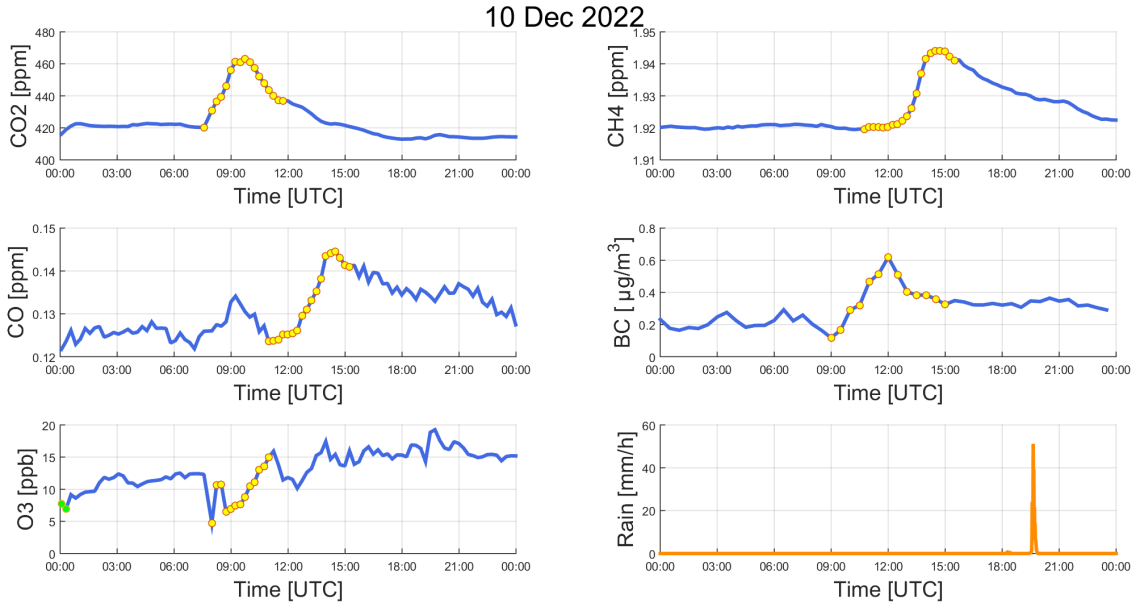 10 Dec 2022
CO2 [ppm]
480
460
440
420
400
00:00 03:00 06:00 09:00 12:00 15:00 18:00 21:00 00:00
Time [UTC]
CH4 [ppm]
1.95
1.94
1.93
1.92
1.91
00:00 03:00 06:00 09:00 12:00 15:00 18:00 21:00 00:00
Time [UTC]
CO [ppm]
0.15
0.14
0.13
0.12
00:00 03:00 06:00 09:00 12:00 15:00 18:00 21:00 00:00
Time [UTC]
BC [ μg/m³]
0.8
0.6
0.4
0.2
0
00:00 03:00 06:00 09:00 12:00 15:00 18:00 21:00 00:00
Time [UTC]
O3 [ppb]
20
15
10
5
0
00:00 03:00 06:00 09:00 12:00 15:00 18:00 21:00 00:00
Time [UTC]
Rain [mm/h]
60
40
20
0
00:00 03:00 06:00 09:00 12:00 15:00 18:00 21:00 00:00
Time [UTC]